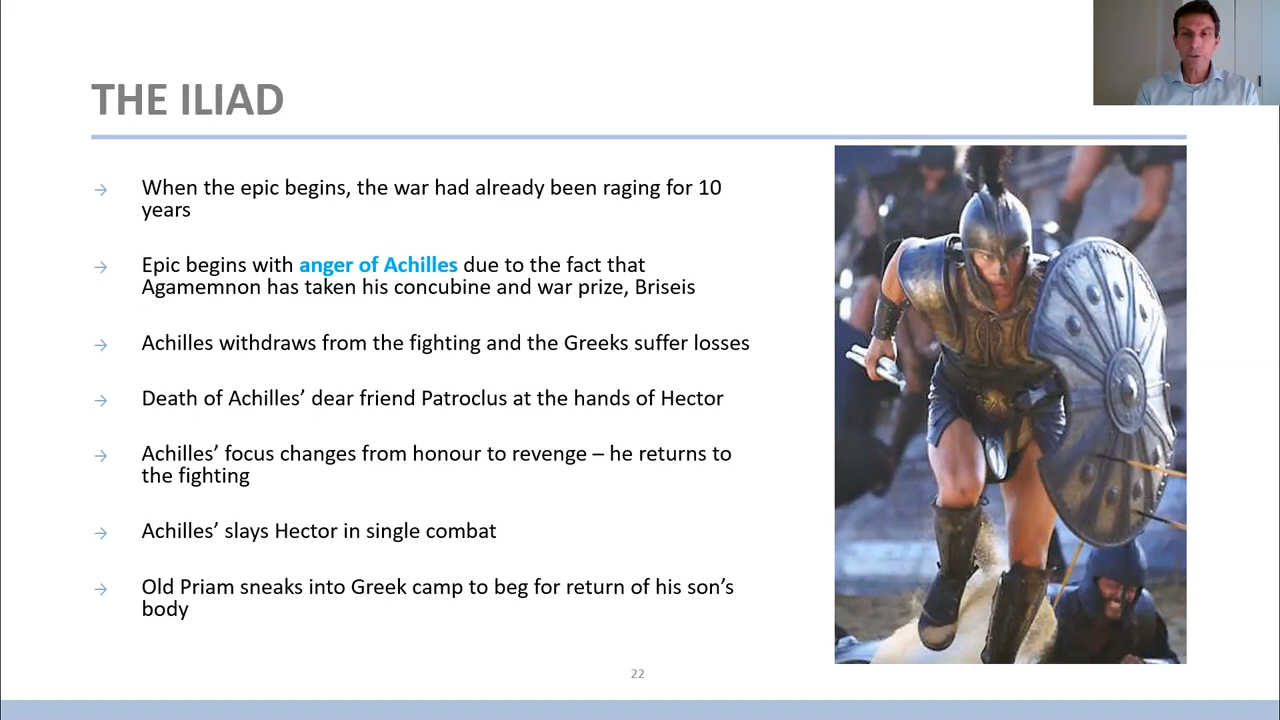 THE ILIAD
→ When the epic begins, the war had already been raging for 10
years
→ Epic begins with anger of Achilles due to the fact that
Agamemnon has taken his concubine and war prize, Briseis
→ Achilles withdraws from the fighting and the Greeks suffer losses
→ Death of Achilles’ dear friend Patroclus at the hands of Hector
→ Achilles’ focus changes from honour to revenge – he returns to
the fighting
→ Achilles’ slays Hector in single combat
→ Old Priam sneaks into Greek camp to beg for return of his son’s
body
22